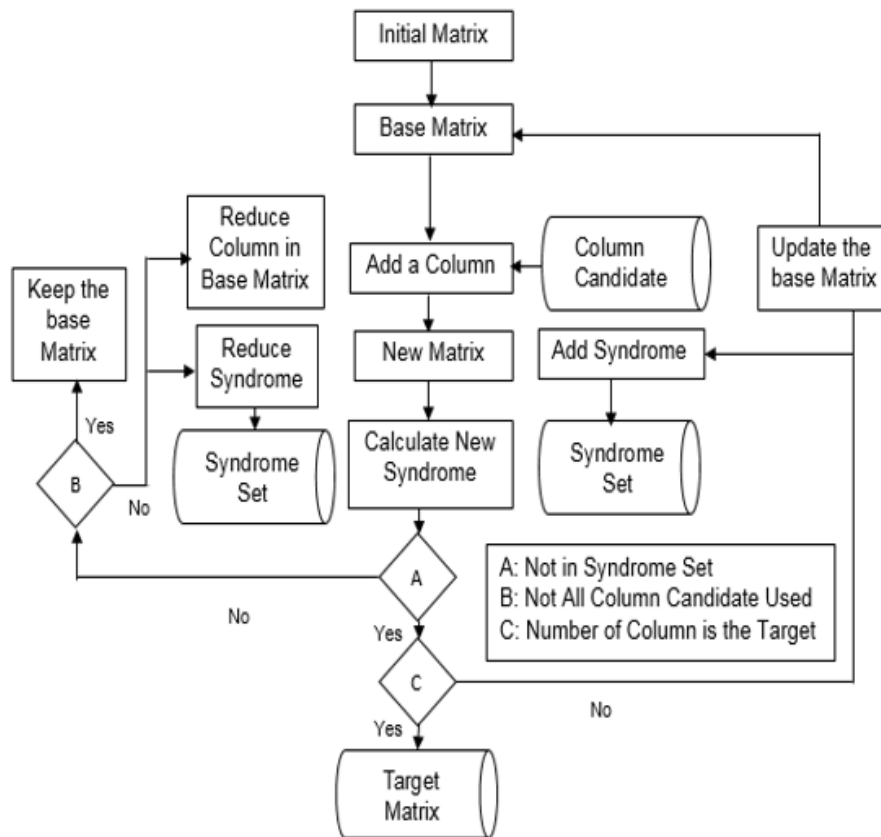 Initial Matrix
Base Matrix
Reduce
Column in
Base Matrix
Add a Column
Column
Candidate
Update the
base Matrix
Keep the
base
Matrix
Reduce
Syndrome
New Matrix
Add Syndrome
Yes
B
No
Syndrome
Set
Calculate New
Syndrome
Syndrome
Set
A
No
Yes
A: Not in Syndrome Set
B: Not All Column Candidate Used
C: Number of Column is the Target
C
No
Yes
Target
Matrix